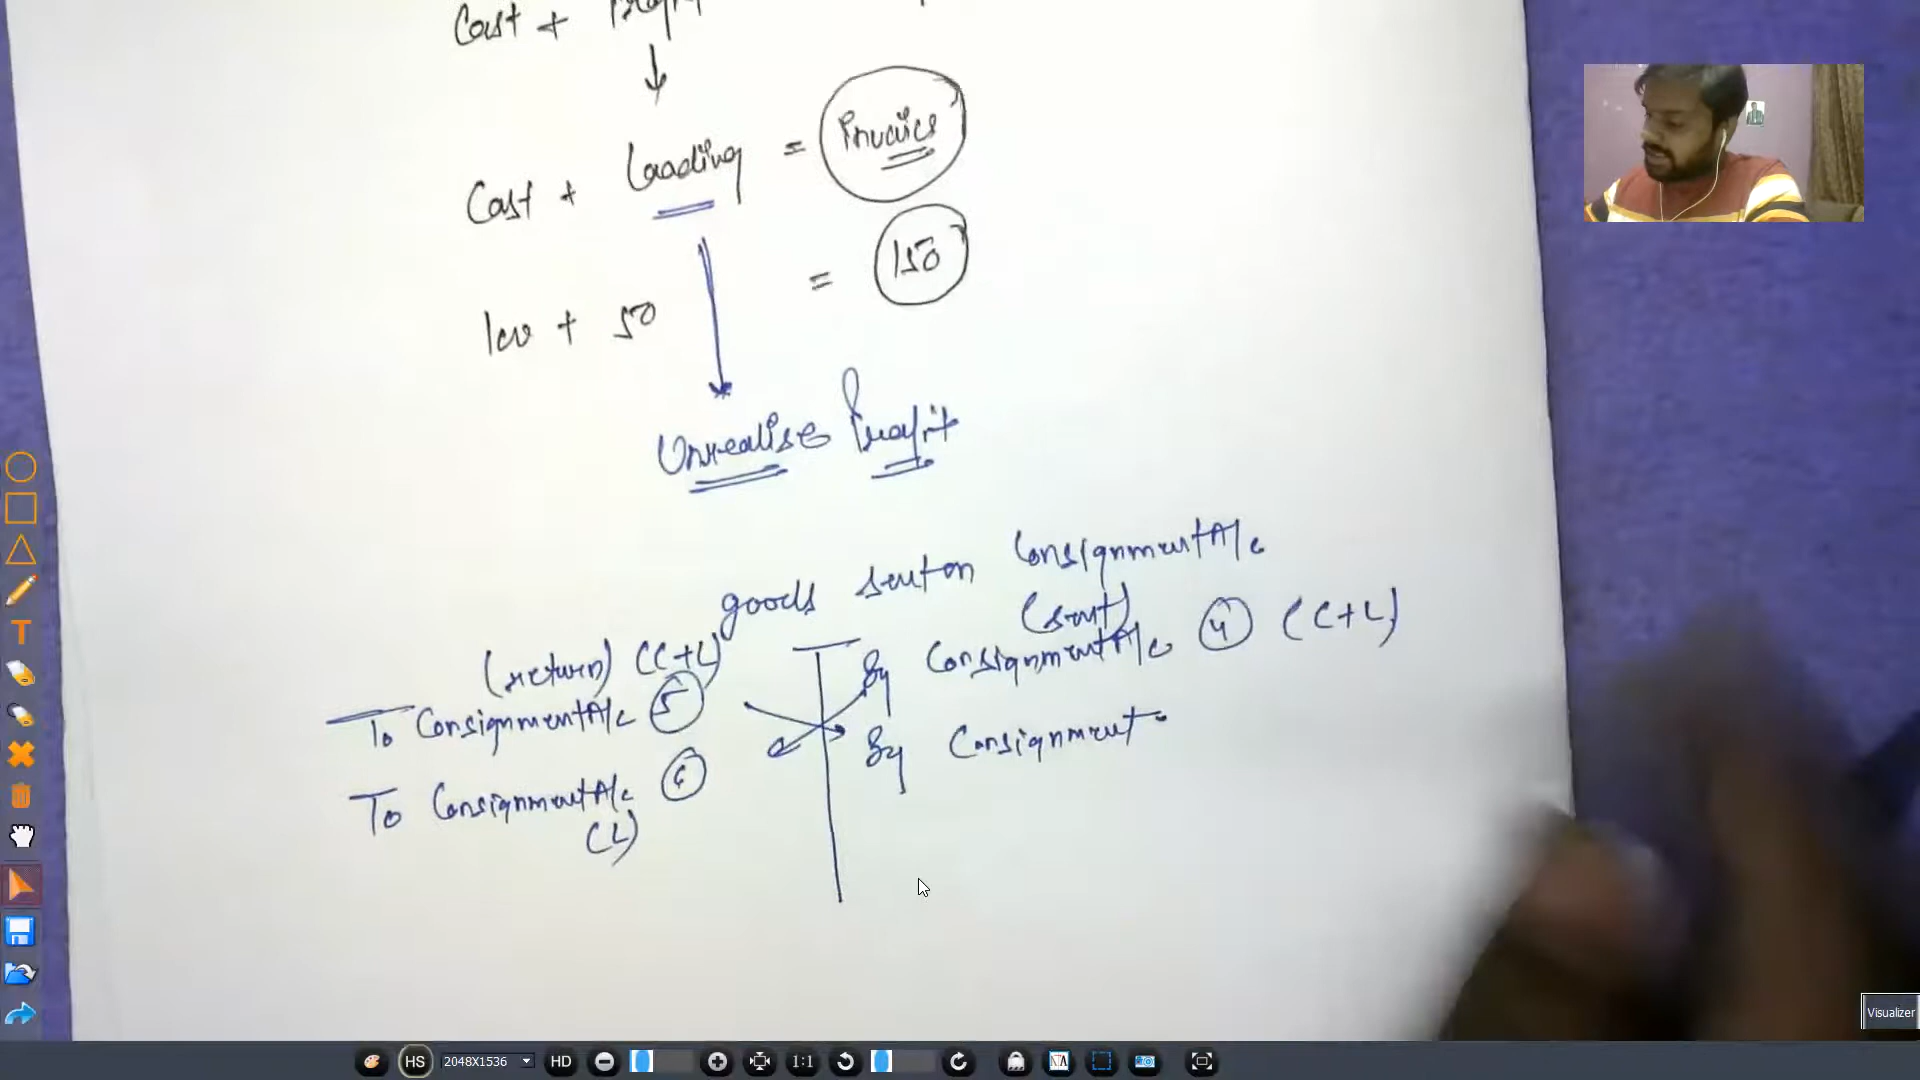 Cost +
Cost + Loading = Invoice
100 + 50 = 150
Unrealise Profit
goods sent on Consignment A/c
(return) (C+L)
To Consignment A/c 5
To Consignment A/c 6
(L)
(sent)
By Consignment A/c 4 (C+L)
By Consignment
T
Visualizer
HS 2048X1536 HD 1:1